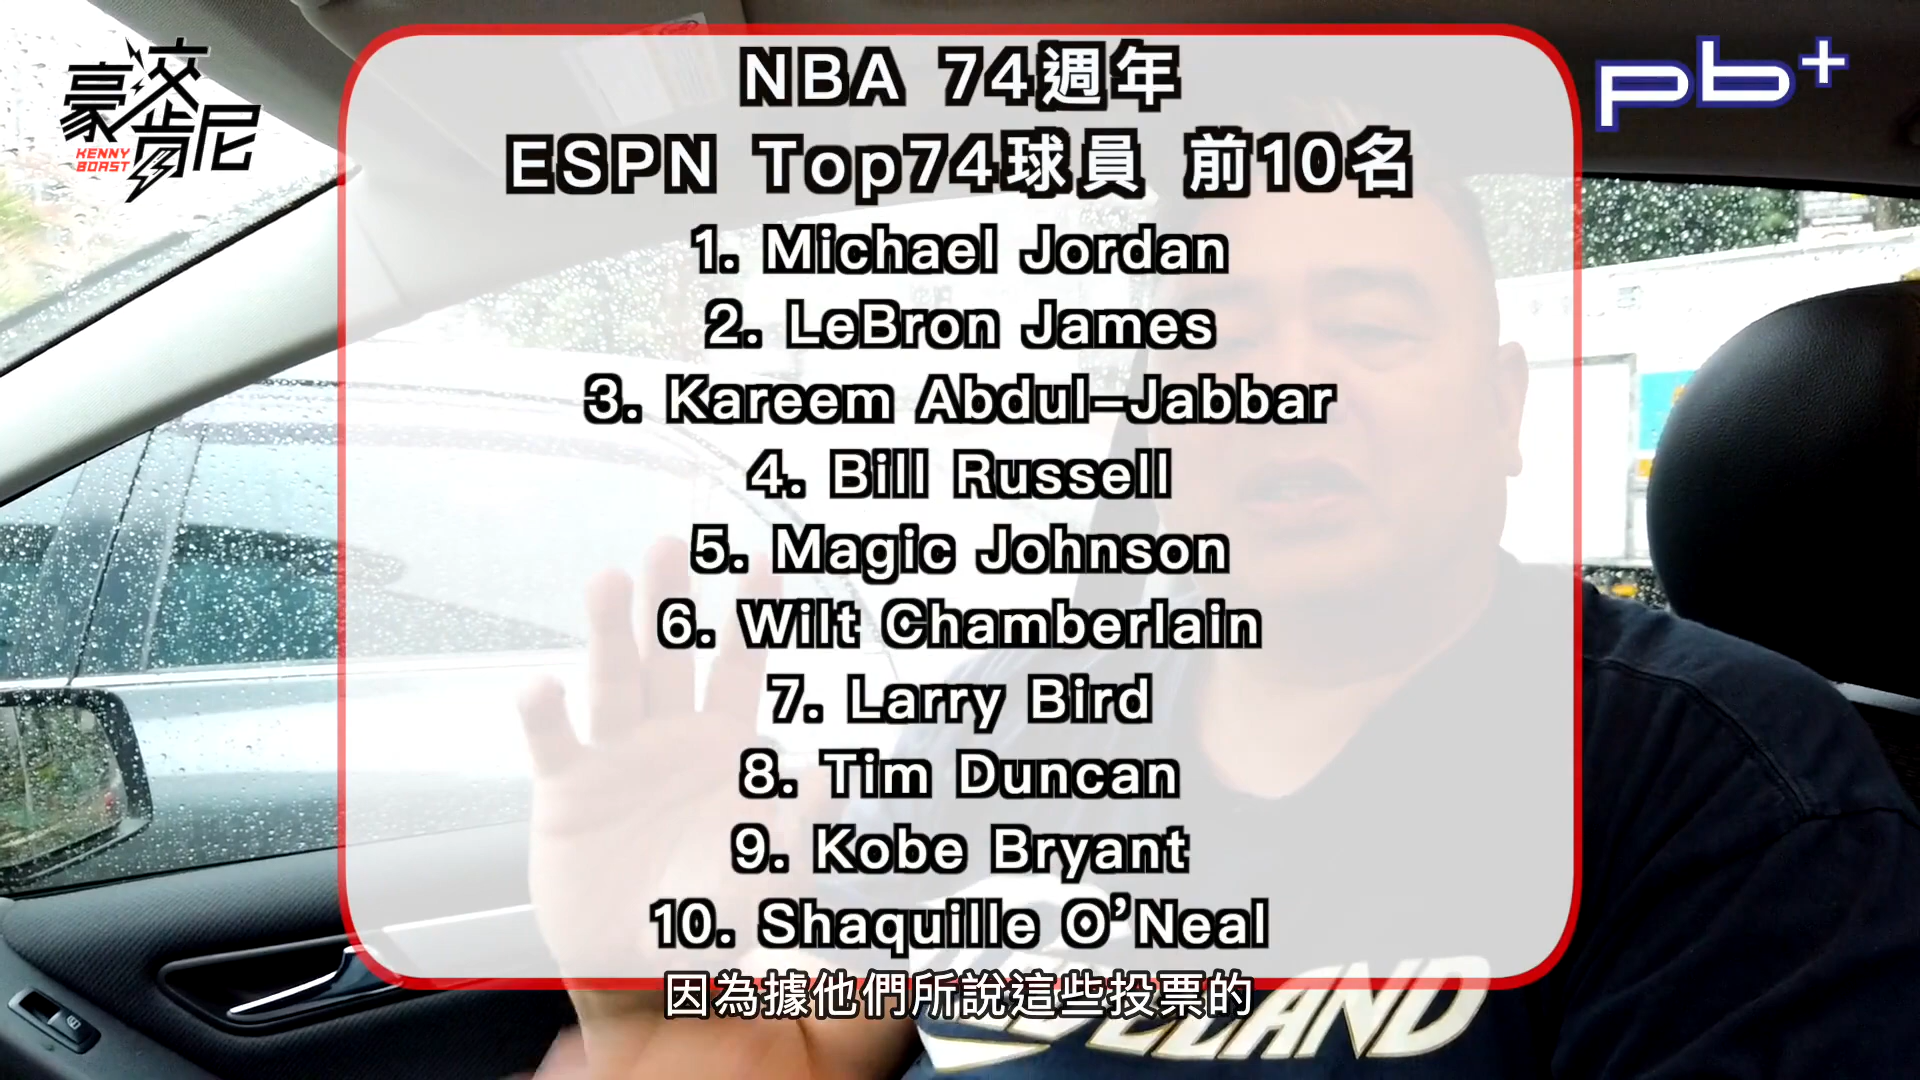 豪洨肯尼
KENNY
BOAST
pb+
NBA 74週年
ESPN Top74球員 前10名
1. Michael Jordan
2. LeBron James
3. Kareem Abdul-Jabbar
4. Bill Russell
5. Magic Johnson
6. Wilt Chamberlain
7. Larry Bird
8. Tim Duncan
9. Kobe Bryant
10. Shaquille O’Neal
因為據他們所說這些投票的